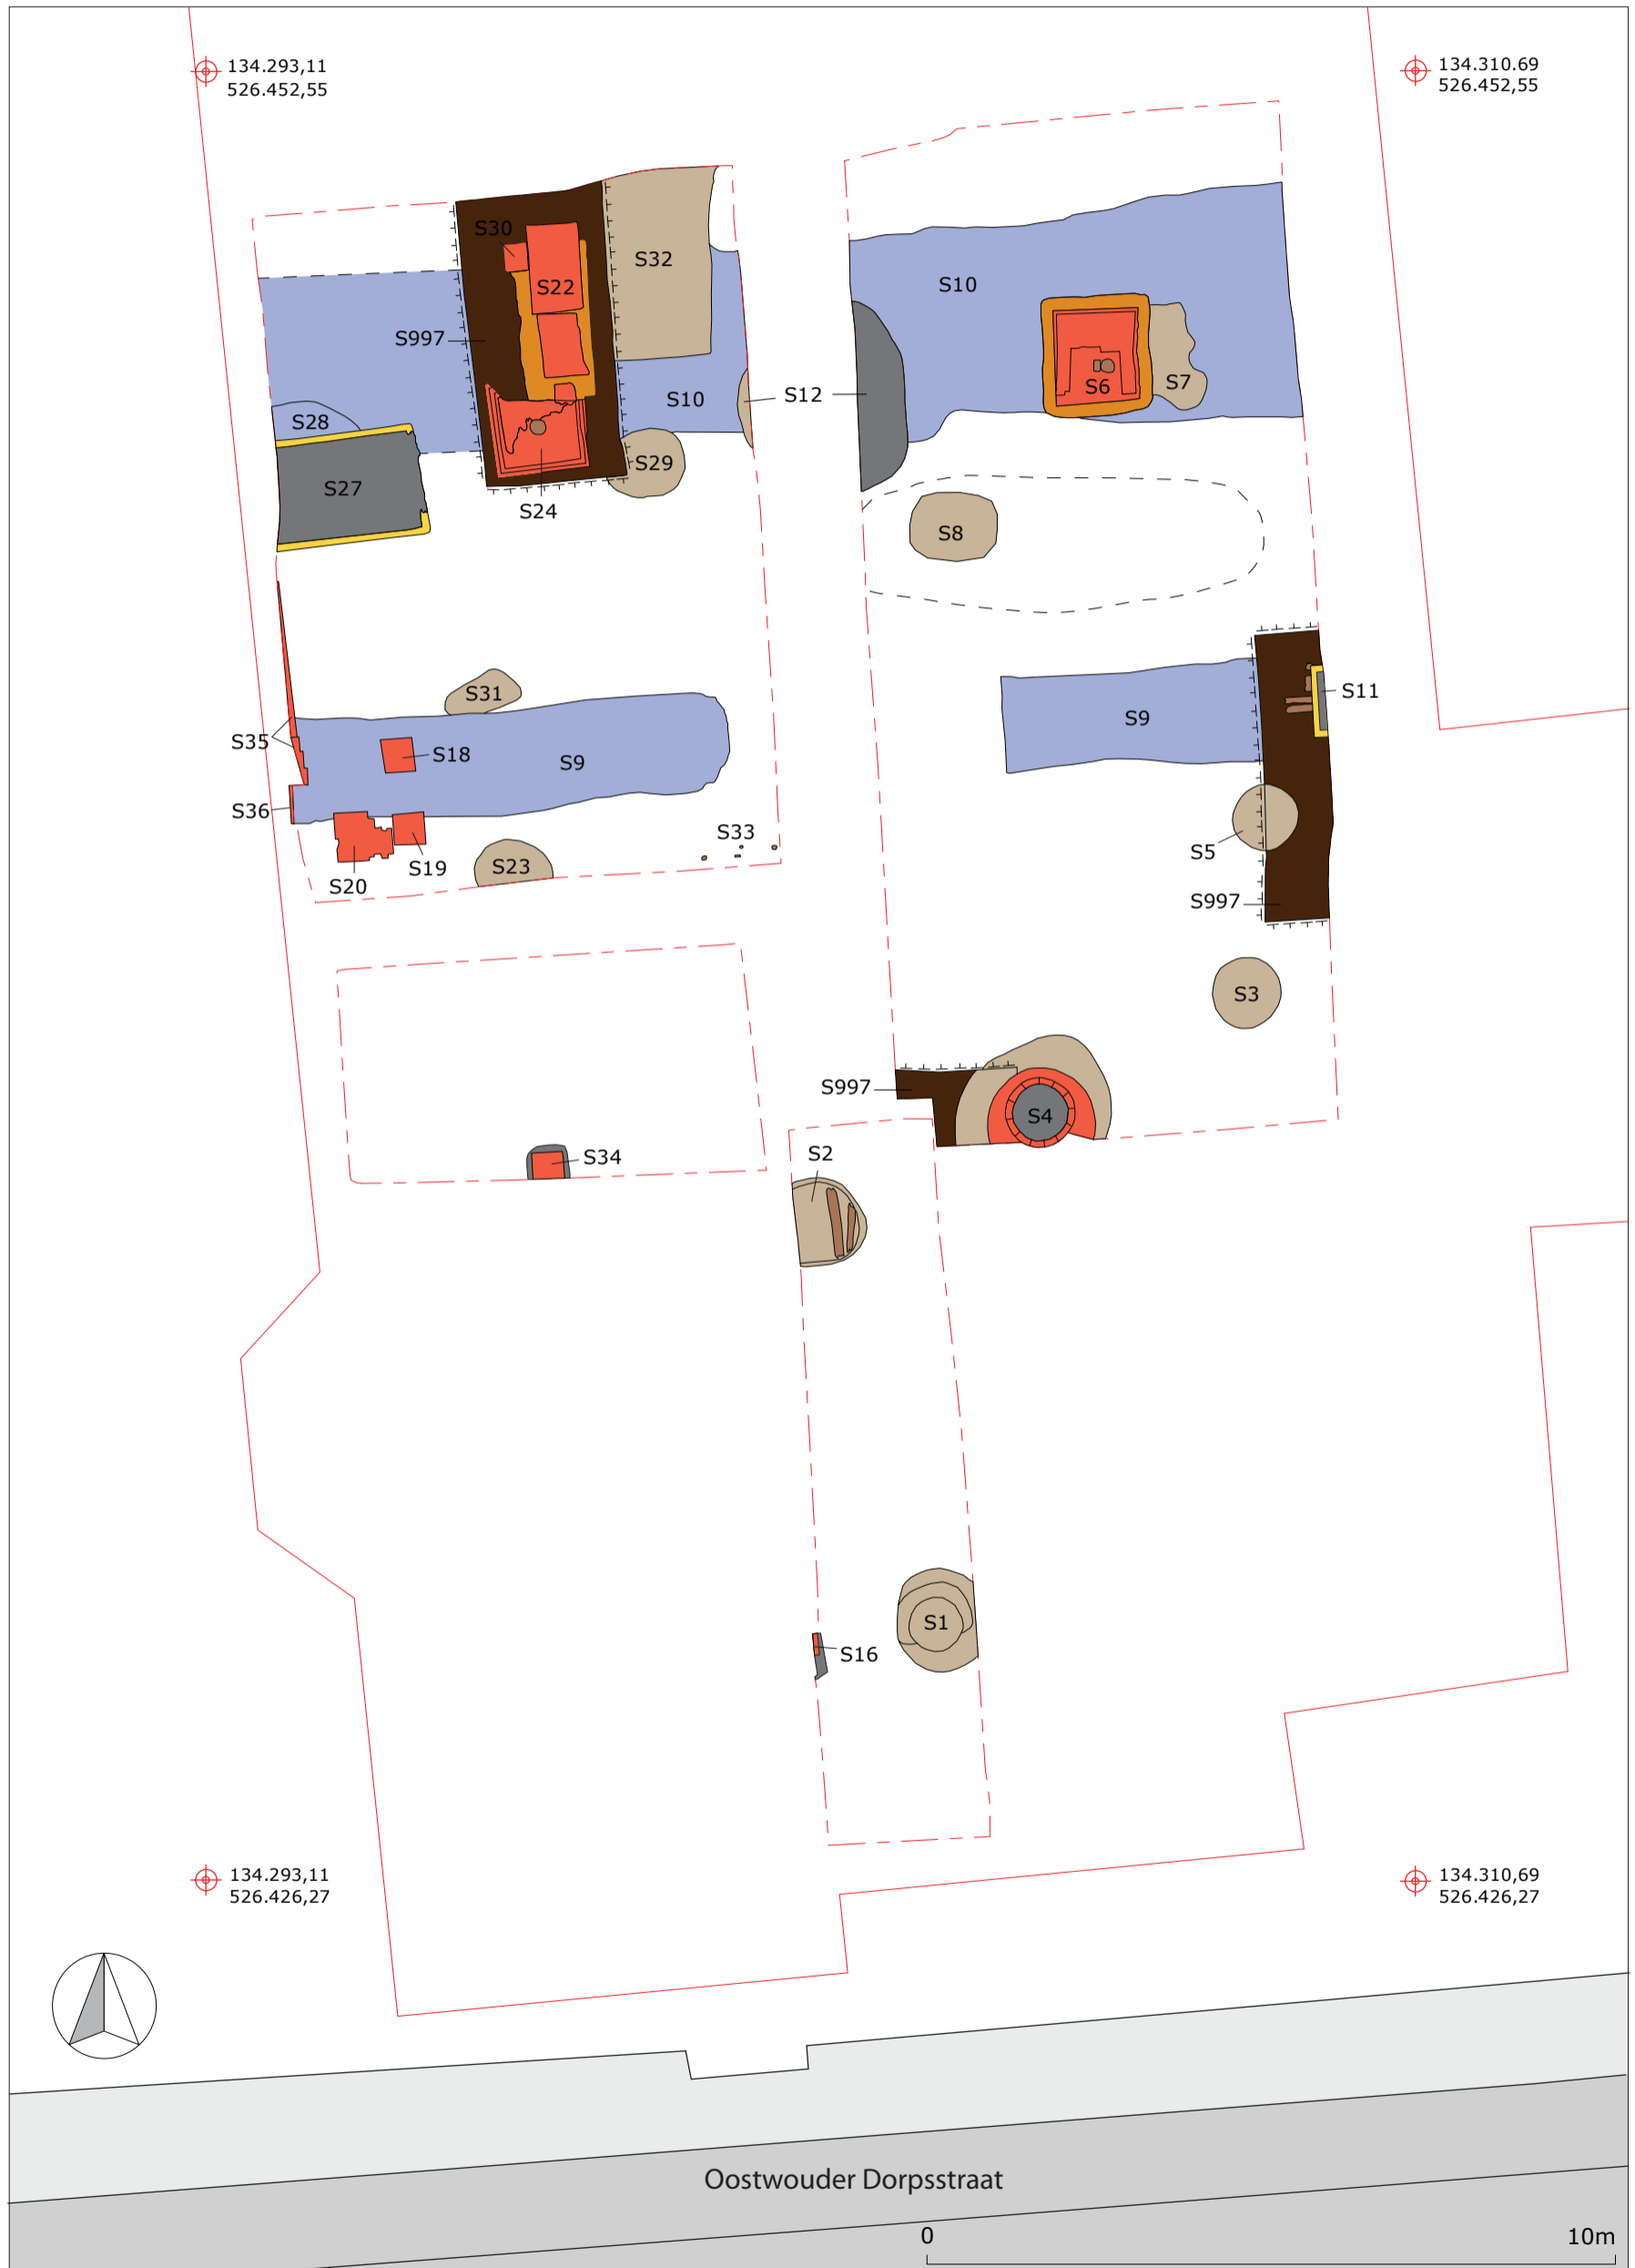 134.293,11
526.452,55
134.310.69
526.452,55
S30
S32
S22
S10
S997
S6
S7
S12
S10
S28
S29
S27
S24
S8
S31
S11
S9
S35
S18
S9
S36
S33
S5
S19
S23
S20
S997
S3
S997
S4
S34
S2
S1
S16
134.293,11
526.426,27
134.310,69
526.426,27
Oostwouder Dorpsstraat
0
10m